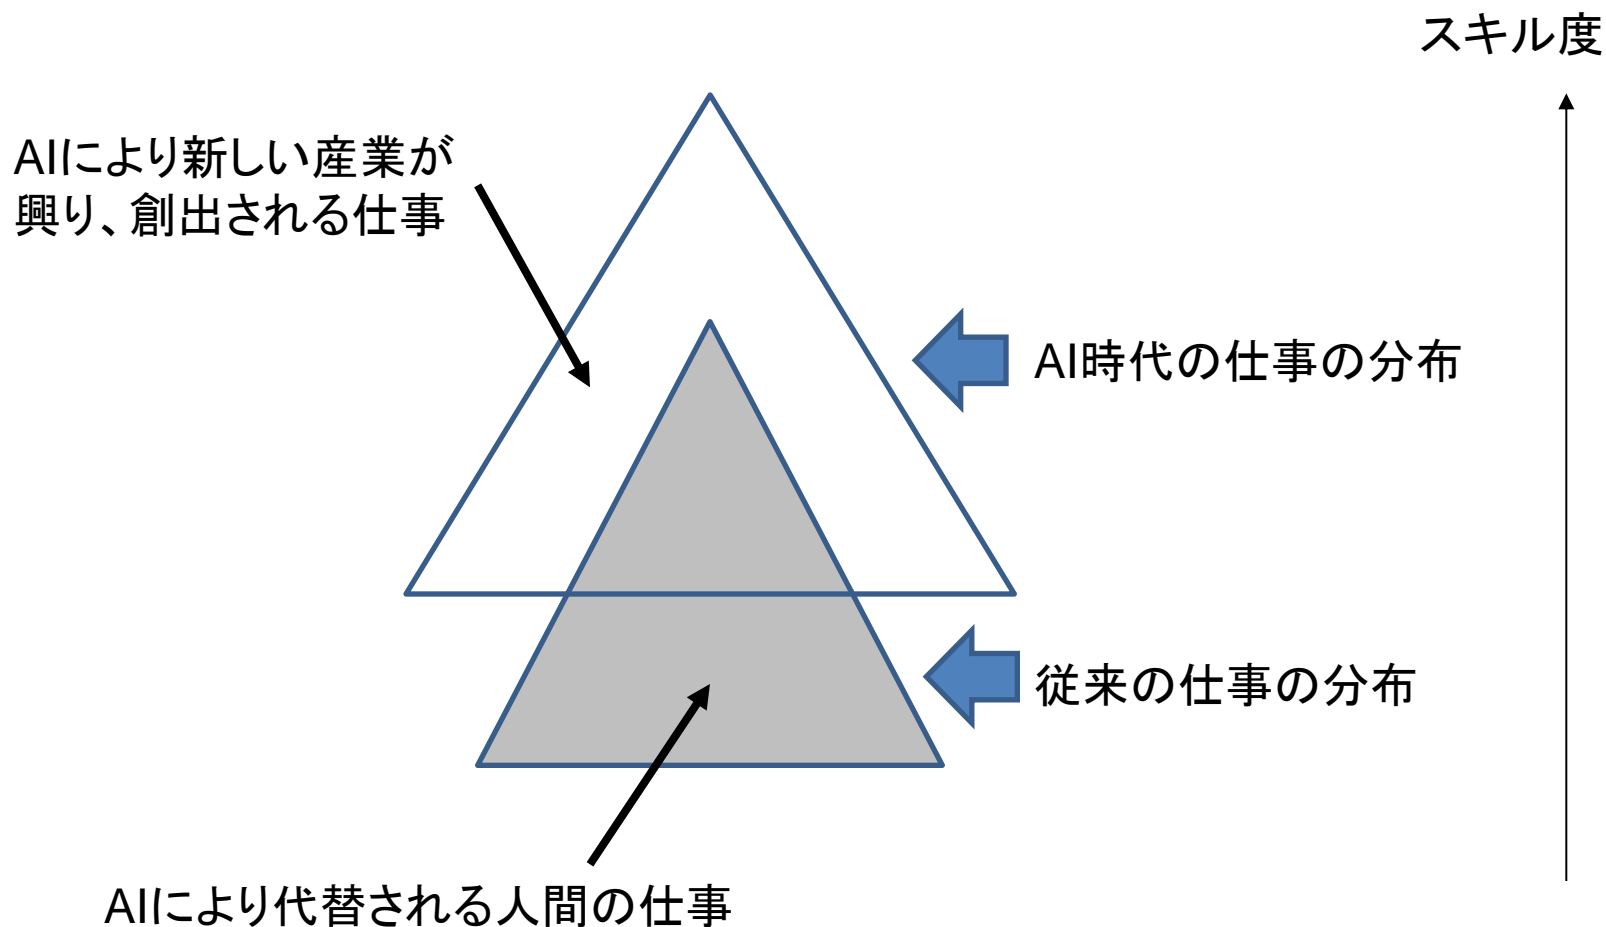 スキル度
AIにより新しい産業が
興り、創出される仕事
AI時代の仕事の分布
従来の仕事の分布
AIにより代替される人間の仕事